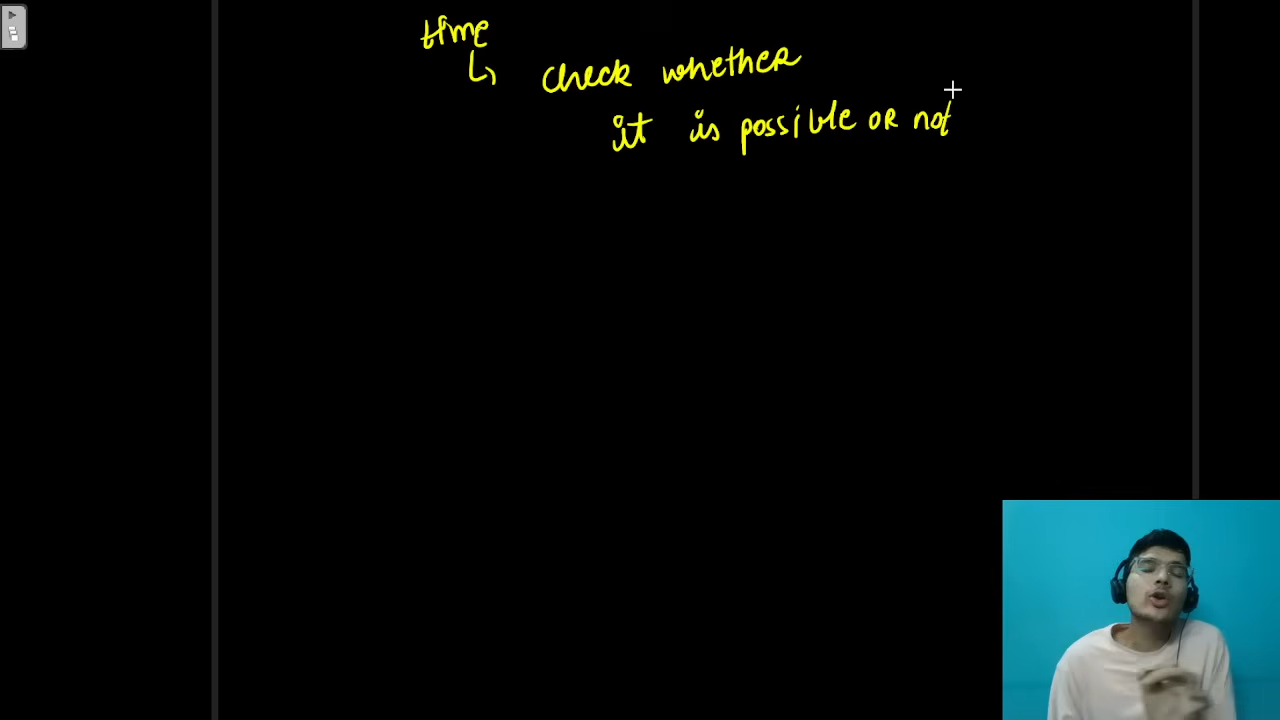 time
↳ check whether
it is possible OR not